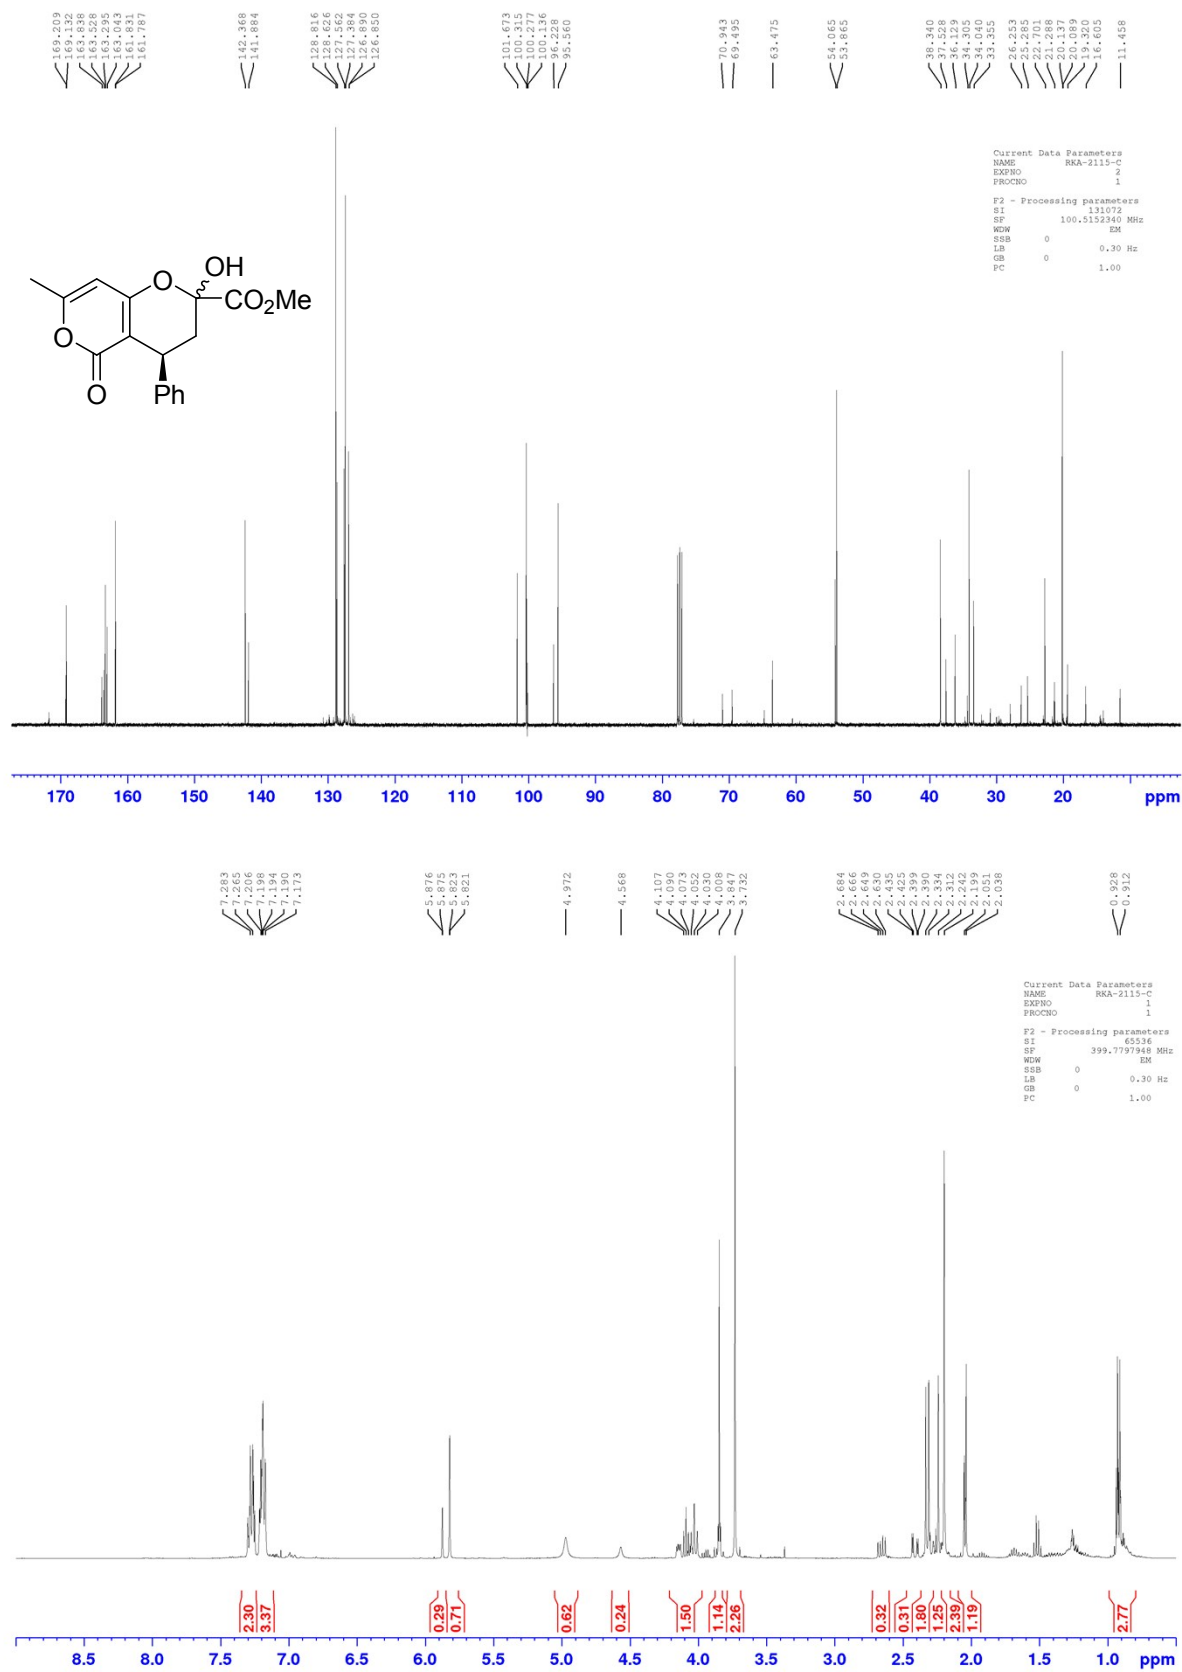 169.209
169.132
163.838
163.528
163.295
163.043
161.831
161.787
142.368
141.884
128.816
128.626
127.562
127.384
126.890
126.850
101.673
100.315
100.277
100.136
96.228
95.560
70.943
69.495
63.475
54.065
53.865
38.340
37.528
36.129
34.305
34.040
33.355
26.253
25.285
22.701
21.288
20.137
20.089
19.320
16.605
11.458
Current Data Parameters
NAME RKA-2115-C
EXPNO 2
PROCNO 1
F2 - Processing parameters
SI 131072
SF 100.5152340 MHz
WDW EM
SSB 0
LB 0.30 Hz
GB 0
PC 1.00
OH
O
CO2Me
O
O
Ph
170 160 150 140 130 120 110 100 90 80 70 60 50 40 30 20 ppm
7.283
7.265
7.206
7.198
7.194
7.190
7.173
5.876
5.875
5.823
5.821
4.972
4.568
4.107
4.090
4.073
4.052
4.030
4.008
3.847
3.732
2.684
2.666
2.649
2.630
2.435
2.425
2.399
2.390
2.334
2.312
2.242
2.199
2.051
2.038
0.928
0.912
Current Data Parameters
NAME RKA-2115-C
EXPNO 1
PROCNO 1
F2 - Processing parameters
SI 65536
SF 399.7797948 MHz
WDW EM
SSB 0
LB 0.30 Hz
GB 0
PC 1.00
2.30 3.37 0.29 0.71 0.62 0.24 1.50 1.14 2.26 0.32 0.31 1.80 1.25 2.39 1.19 2.77
8.5 8.0 7.5 7.0 6.5 6.0 5.5 5.0 4.5 4.0 3.5 3.0 2.5 2.0 1.5 1.0 ppm